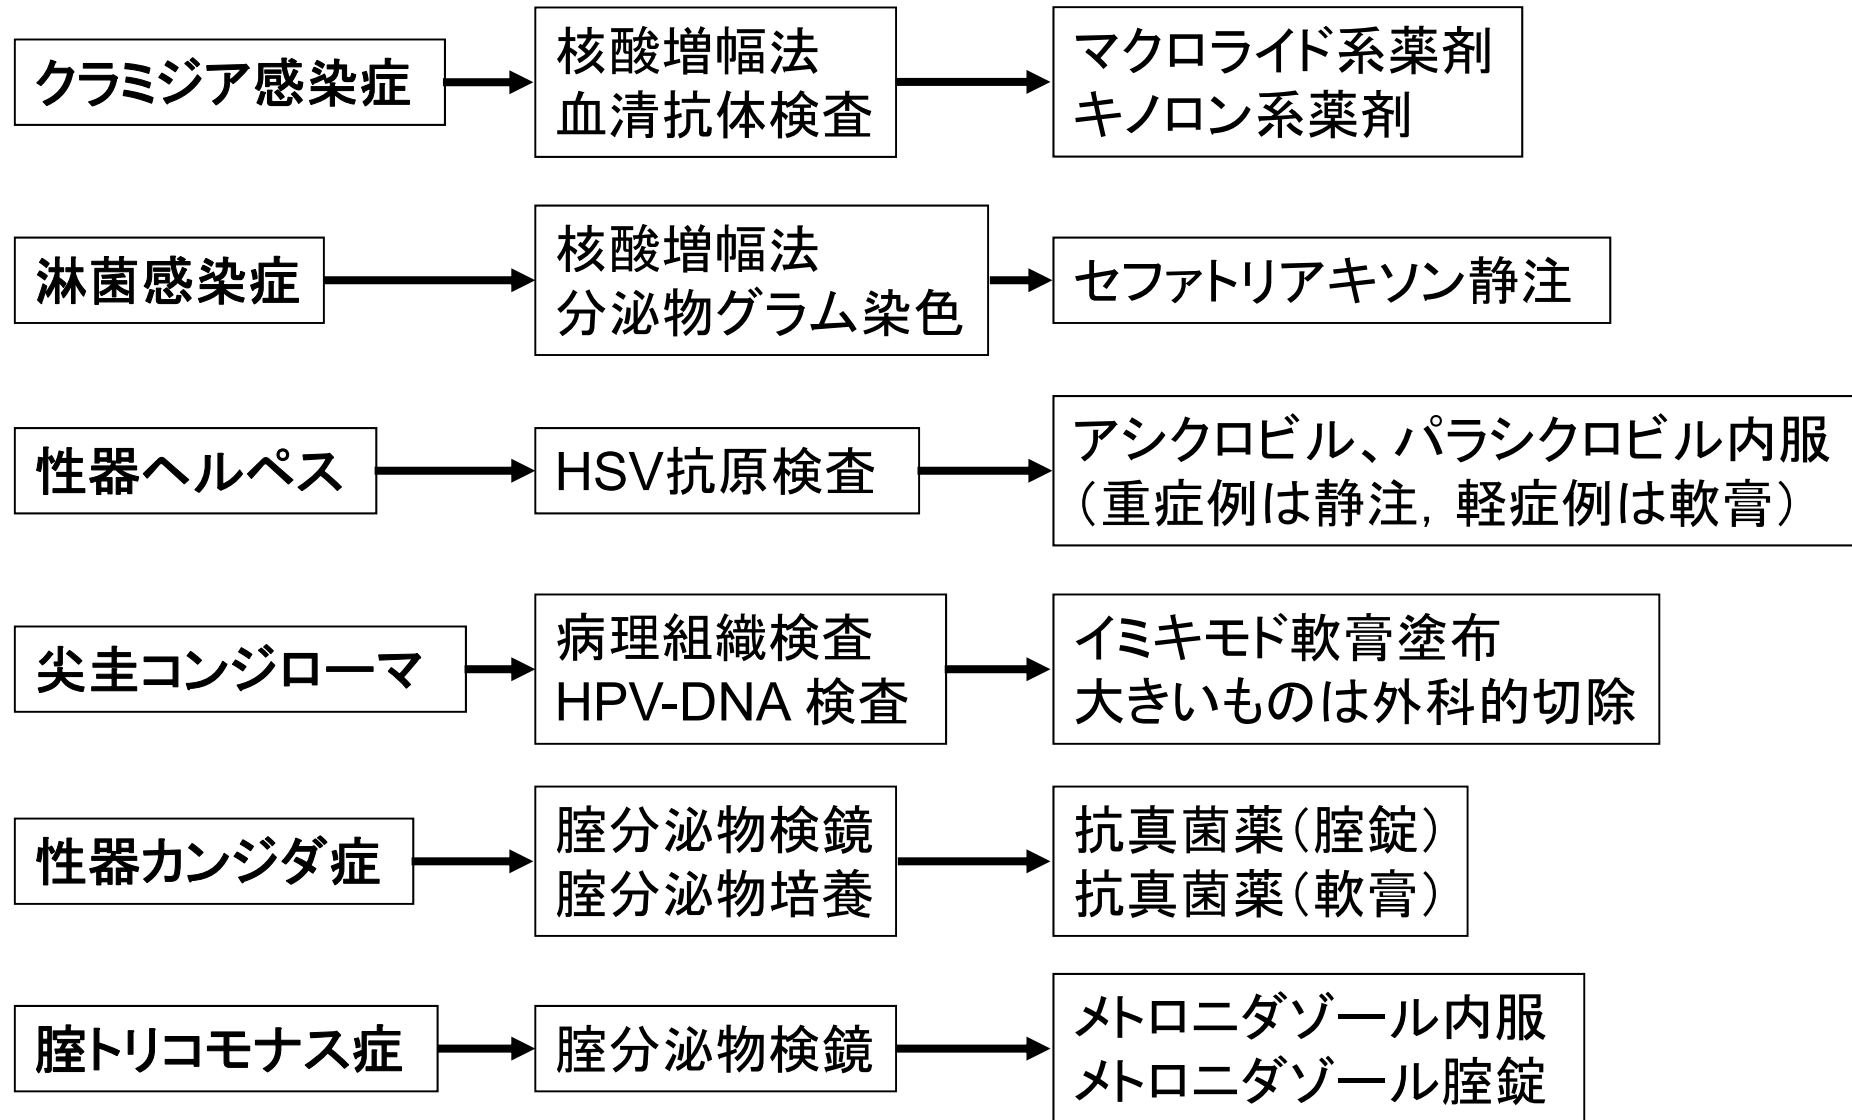 クラミジア感染症
核酸増幅法
血清抗体検査
マクロライド系薬剤
キノロン系薬剤
淋菌感染症
核酸増幅法
分泌物グラム染色
セファトリアキソン静注
性器ヘルペス
HSV抗原検査
アシクロビル、パラシクロビル内服
（重症例は静注，軽症例は軟膏）
尖圭コンジローマ
病理組織検査
HPV-DNA 検査
イミキモド軟膏塗布
大きいものは外科的切除
性器カンジダ症
腟分泌物検鏡
腟分泌物培養
抗真菌薬（腟錠）
抗真菌薬（軟膏）
腟トリコモナス症
腟分泌物検鏡
メトロニダゾール内服
メトロニダゾール腟錠